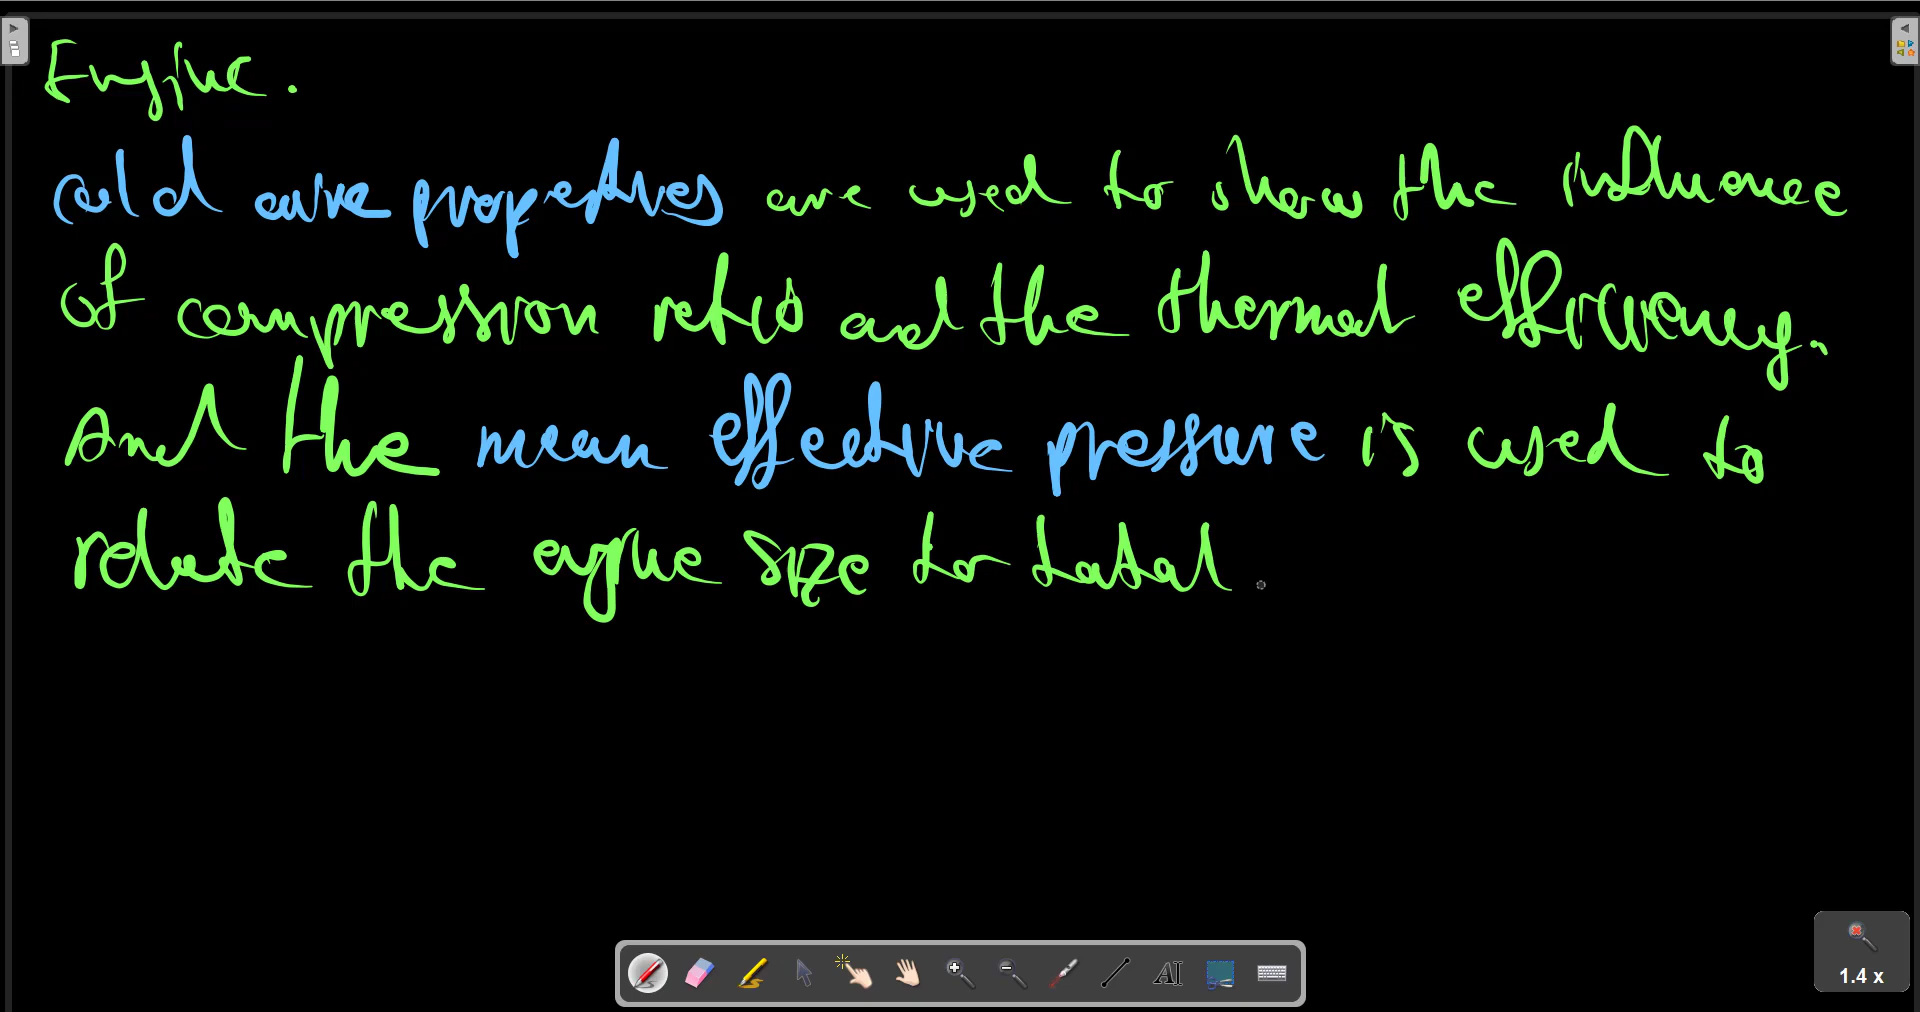 Engine.
cold air properties are used to show the influence
of compression ratio and the thermal efficiency.
And the mean effective pressure is used to
relate the engine size to total
1.4 x